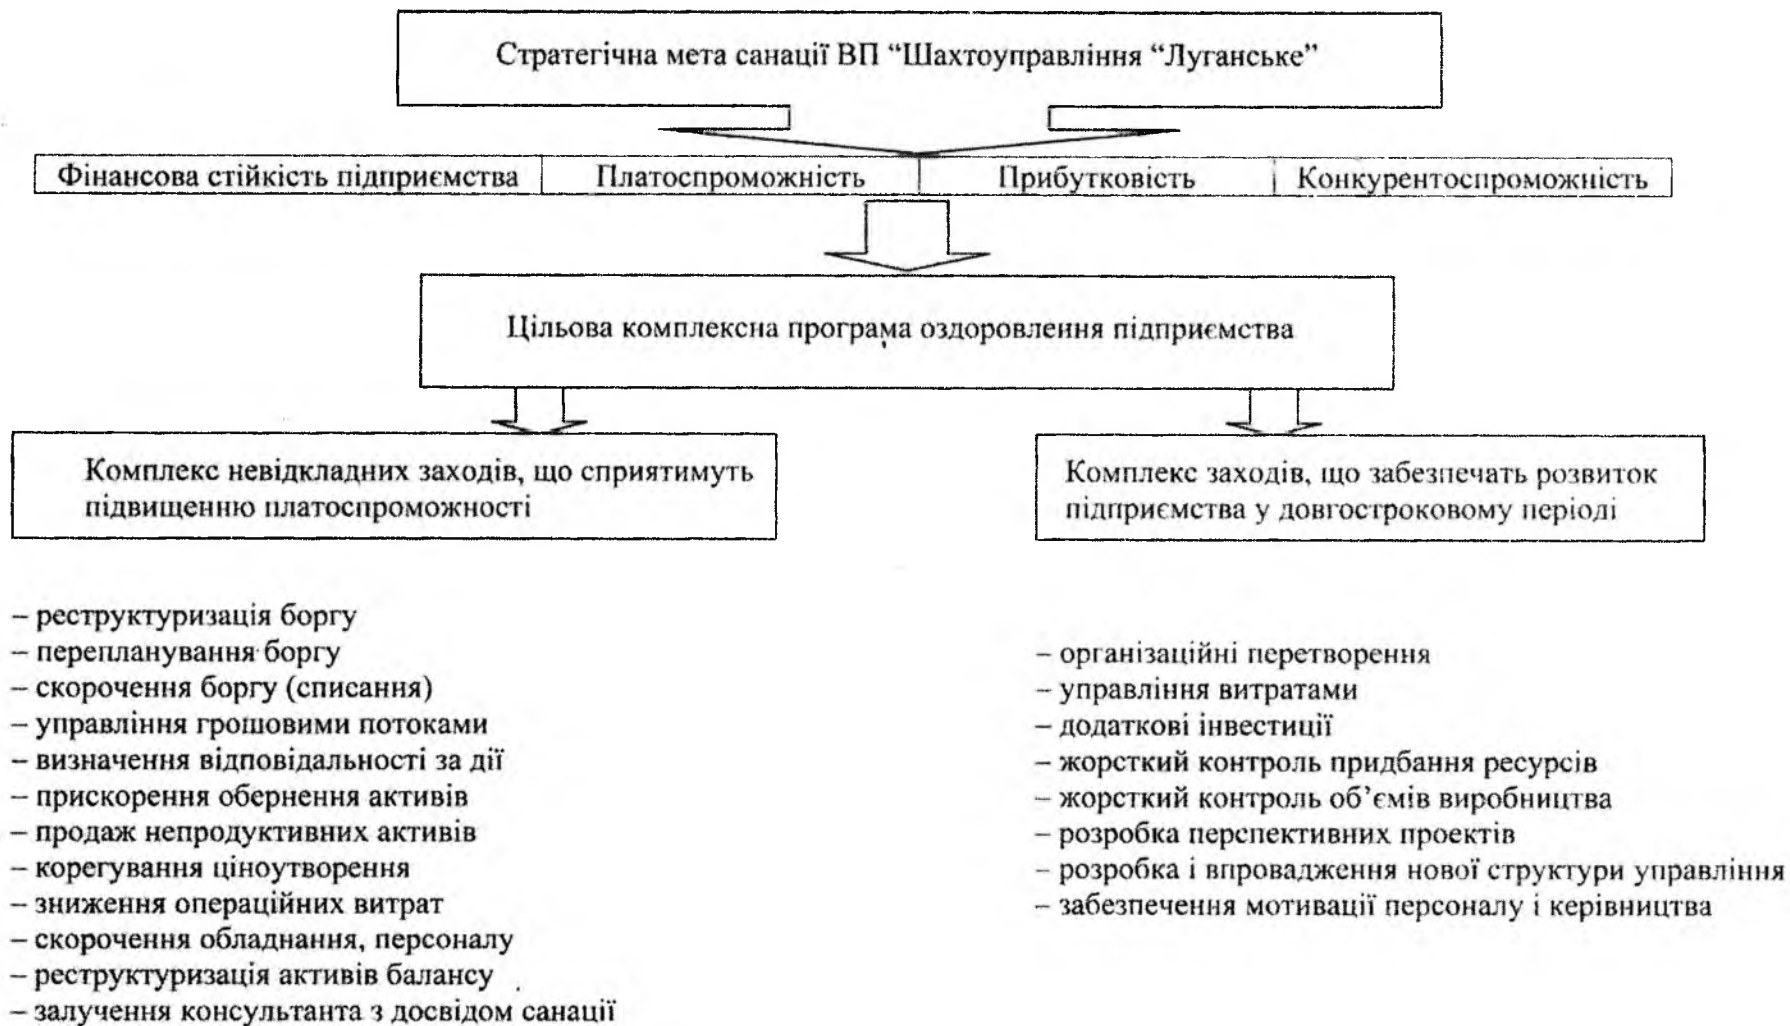 Стратегічна мета санації ВП “Шахтоуправління “Луганське”
Фінансова стійкість підприємства
Платоспроможність
Прибутковість
Конкурентоспроможність
Цільова комплексна програма оздоровлення підприємства
Комплекс невідкладних заходів, що сприятимуть
підвищенню платоспроможності
Комплекс заходів, що забезпечать розвиток
підприємства у довгостроковому періоді
– реструктуризація боргу
– перепланування боргу
– скорочення боргу (списання)
– управління грошовими потоками
– визначення відповідальності за дії
– прискорення обернення активів
– продаж непродуктивних активів
– корегування ціноутворення
– зниження операційних витрат
– скорочення обладнання, персоналу
– реструктуризація активів балансу
– залучення консультанта з досвідом санації
– організаційні перетворення
– управління витратами
– додаткові інвестиції
– жорсткий контроль придбання ресурсів
– жорсткий контроль об’ємів виробництва
– розробка перспективних проектів
– розробка і впровадження нової структури управління
– забезпечення мотивації персоналу і керівництва